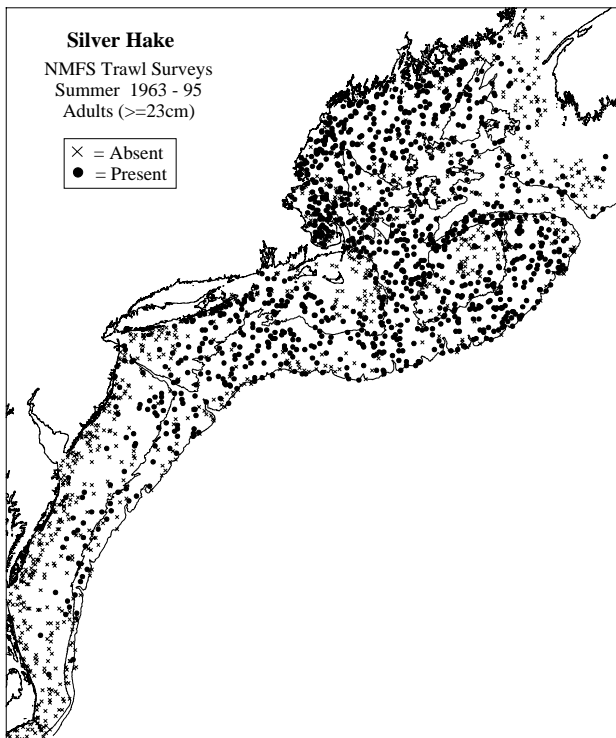 Silver Hake
NMFS Trawl Surveys
Summer 1963 - 95
Adults (>=23cm)
× = Absent
● = Present